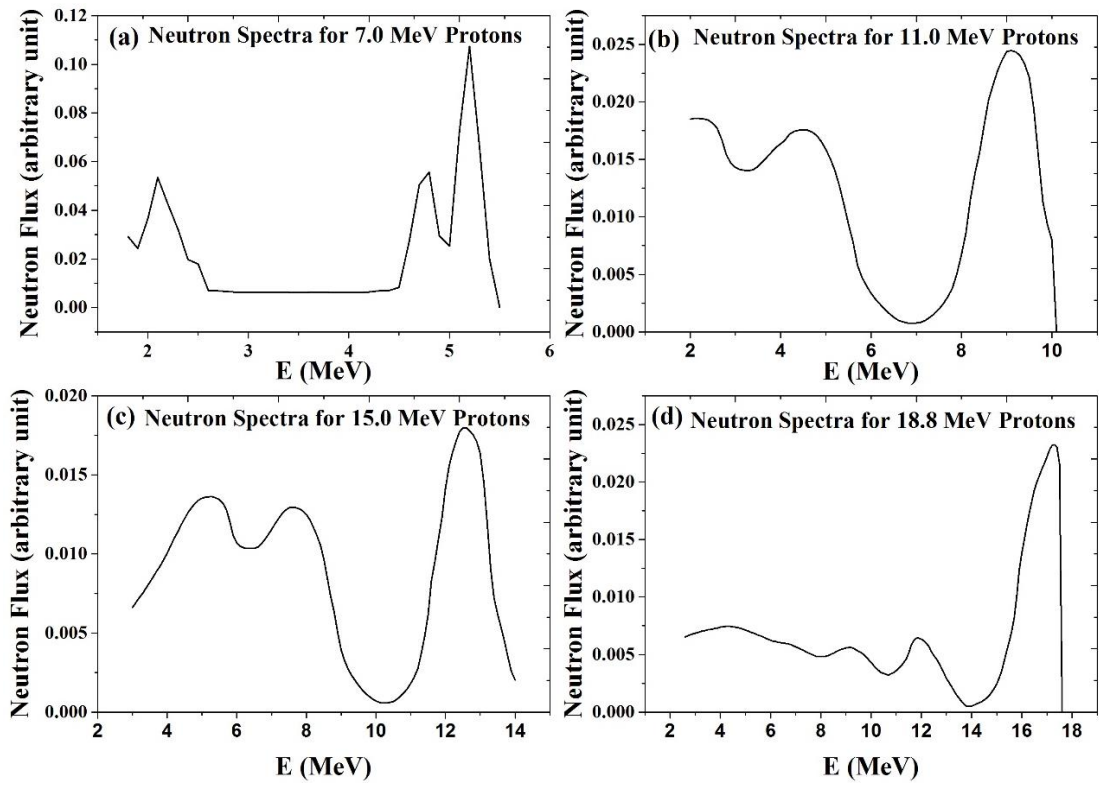 (a) Neutron Spectra for 7.0 MeV Protons
Neutron Flux (arbitrary unit)
0.12
0.10
0.08
0.06
0.04
0.02
0.00
2 3 4 5 6
E (MeV)
(b) Neutron Spectra for 11.0 MeV Protons
Neutron Flux (arbitrary unit)
0.025
0.020
0.015
0.010
0.005
0.000
2 4 6 8 10
E (MeV)
(c) Neutron Spectra for 15.0 MeV Protons
Neutron Flux (arbitrary unit)
0.020
0.015
0.010
0.005
0.000
2 4 6 8 10 12 14
E (MeV)
(d) Neutron Spectra for 18.8 MeV Protons
Neutron Flux (arbitrary unit)
0.025
0.020
0.015
0.010
0.005
0.000
2 4 6 8 10 12 14 16 18
E (MeV)